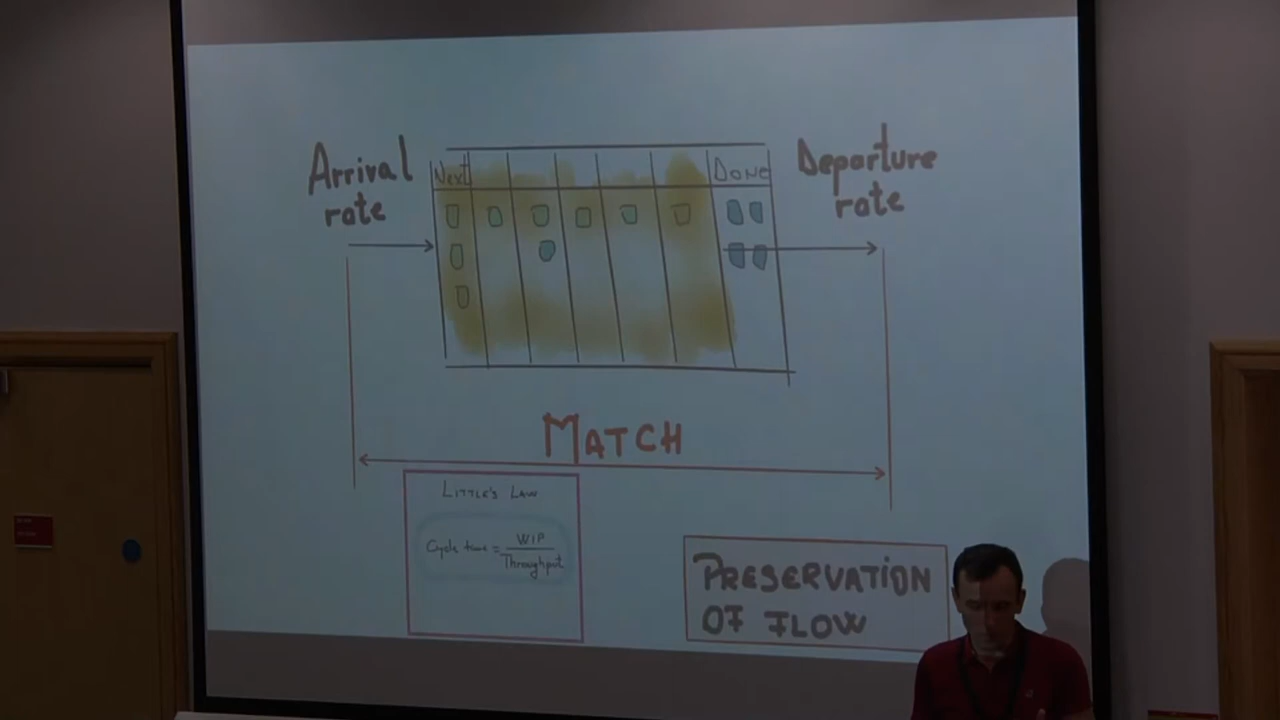 Arrival
rate
Next
Done
Departure
rate
MATCH
LITTLE'S LAW
Cycle time = WIP
Throughput
PRESERVATION
OF FLOW